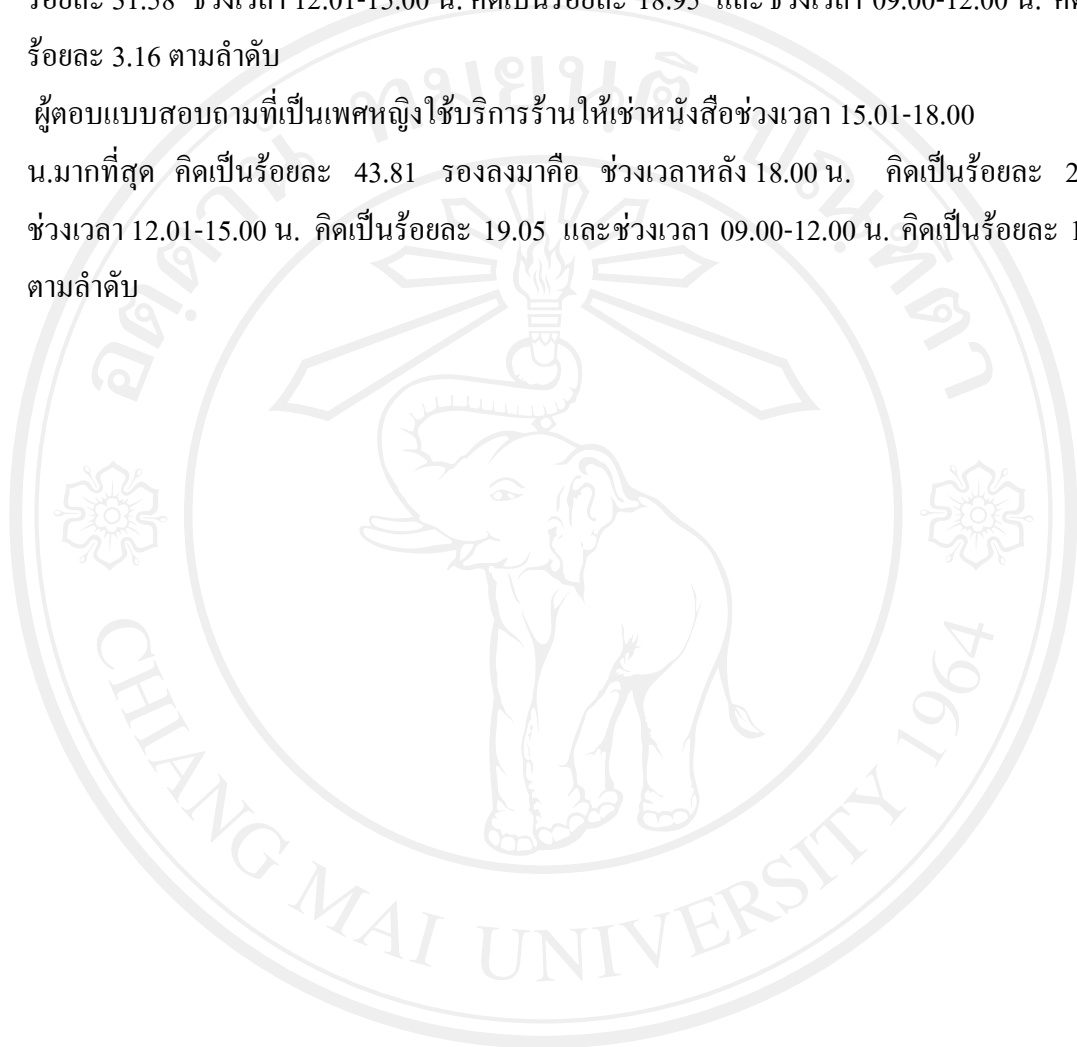 ร้อยละ 31.58 ช่วงเวลา 12.01-15.00 น. คิดเป็นร้อยละ 18.95 และช่วงเวลา 09.00-12.00 น.
ร้อยละ 3.16 ตามลำดับ
ผู้ตอบแบบสอบถามที่เป็นเพศหญิงใช้บริการร้านให้เช่าหนังสือช่วงเวลา 15.01-18.00
น.มากที่สุด คิดเป็นร้อยละ 43.81 รองลงมาคือ ช่วงเวลาหลัง 18.00 น. คิดเป็นร้อยละ
ช่วงเวลา 12.01-15.00 น. คิดเป็นร้อยละ 19.05 และช่วงเวลา 09.00-12.00 น. คิดเป็นร้อยละ
ตามลำดับ
CHIANG MAI UNIVERSITY 1964